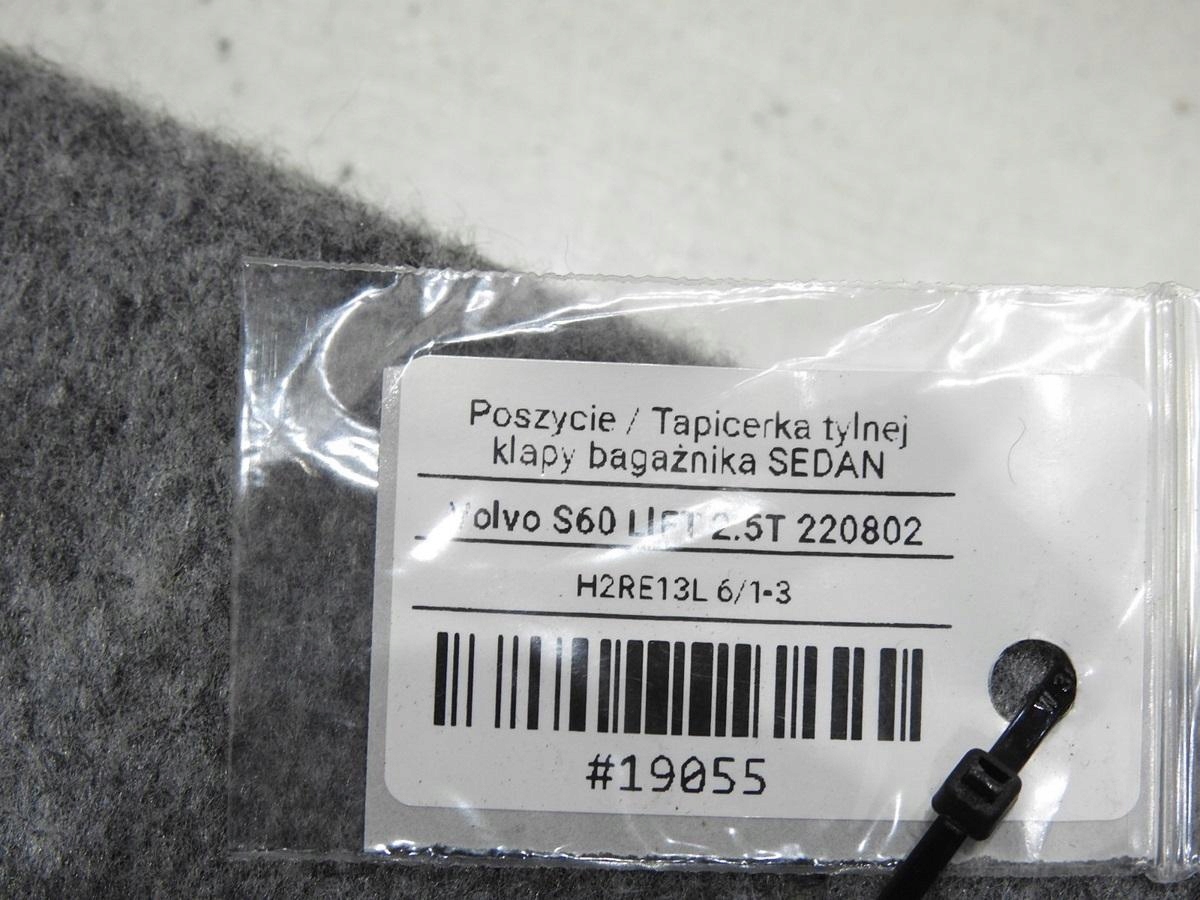 Poszycie / Tapicerka tylnej
klapy bagażnika SEDAN
Volvo S60 LIFT 2.5T 220802
H2RE13L 6/1-3
#19055